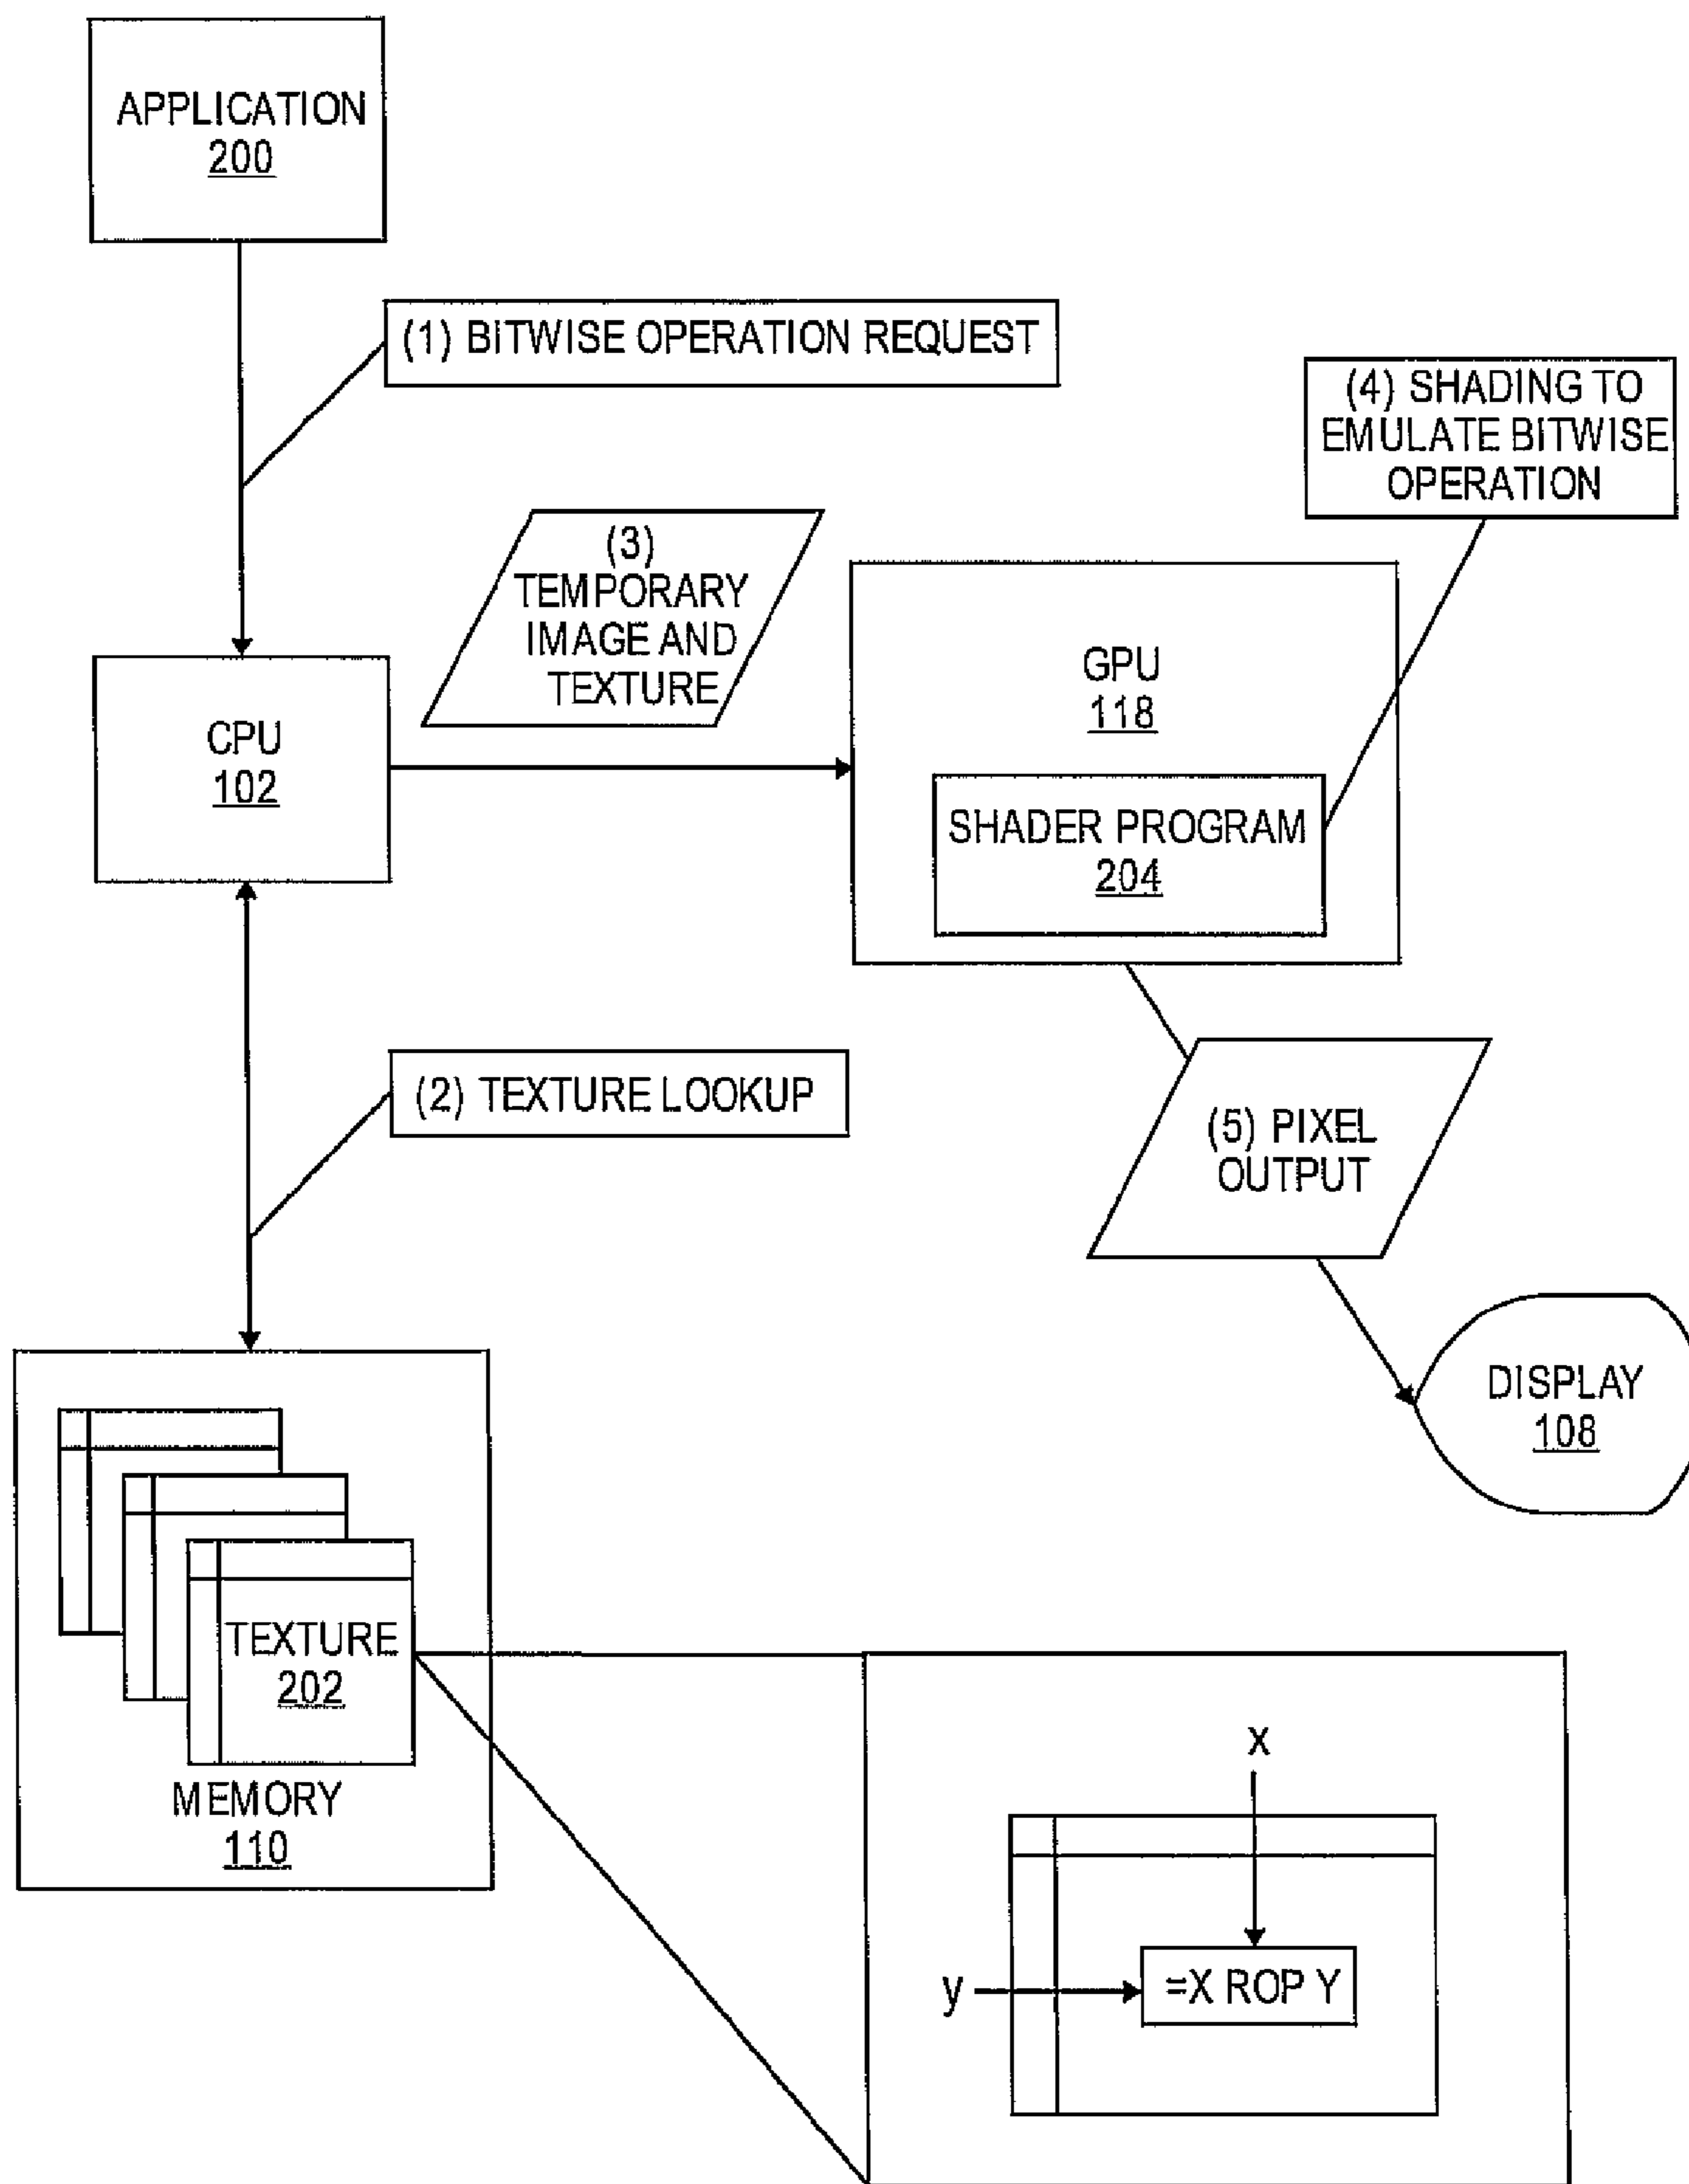 APPLICATION
200
(1) BITWISE OPERATION REQUEST
(4) SHADING TO
EMULATE BITWISE
OPERATION
(3)
TEMPORARY
IMAGE AND
TEXTURE
GPU
118
CPU
102
SHADER PROGRAM
204
(2) TEXTURE LOOKUP
(5) PIXEL
OUTPUT
DISPLAY
108
TEXTURE
202
MEMORY
110
x
y
=X ROP Y